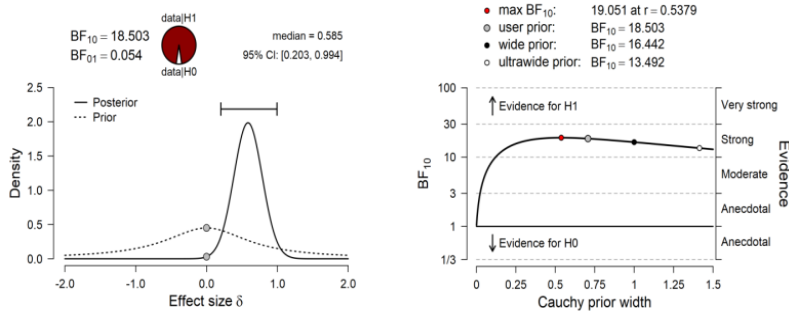 data|H1
BF10 = 18.503
BF01 = 0.054
data|H0
median = 0.585
95% CI: [0.203, 0.994]
2.5
2.0
1.5
1.0
0.5
0.0
Density
Posterior
Prior
-2.0
-1.0
0.0
1.0
2.0
Effect size δ
max BF10: 19.051 at r = 0.5379
user prior: BF10 = 18.503
wide prior: BF10 = 16.442
ultrawide prior: BF10 = 13.492
100
30
10
3
1
1/3
BF10
Evidence for H1
Evidence for H0
Very strong
Strong
Moderate
Anecdotal
Anecdotal
Evidence
0
0.25
0.5
0.75
1
1.25
1.5
Cauchy prior width